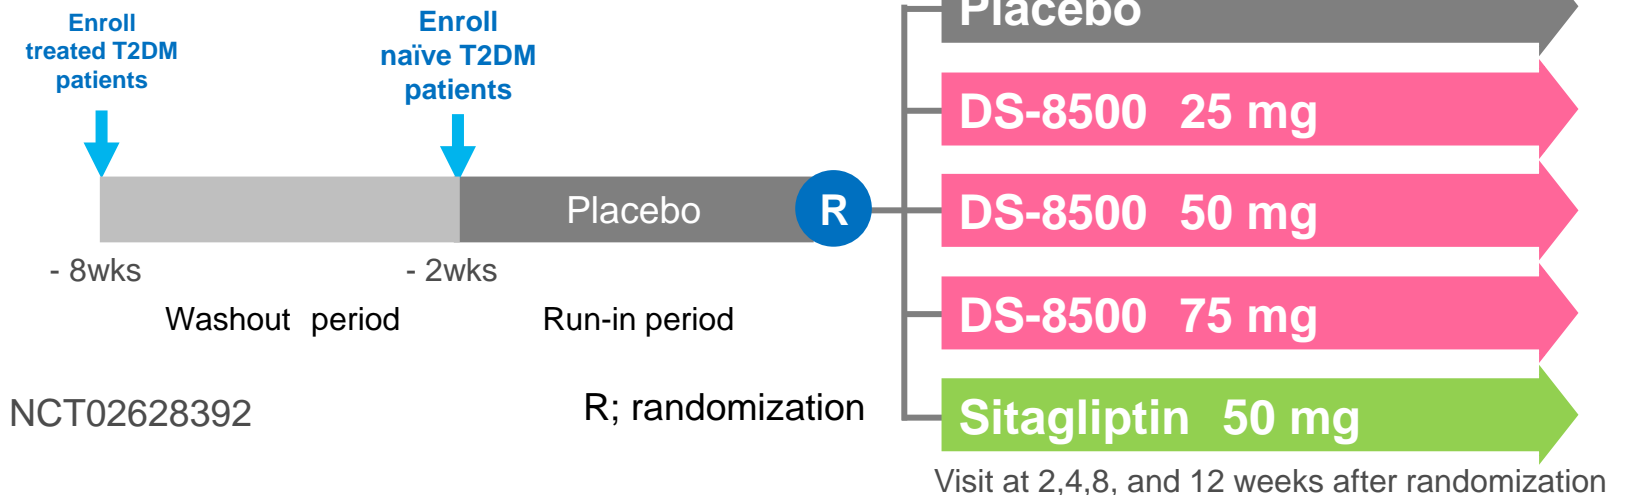 Enroll
treated T2DM
patients
Enroll
naïve T2DM
patients
Placebo
R
- 8wks
- 2wks
Washout period
Run-in period
NCT02628392
R; randomization
Placebo
DS-8500 25 mg
DS-8500 50 mg
DS-8500 75 mg
Sitagliptin 50 mg
Visit at 2,4,8, and 12 weeks after randomization